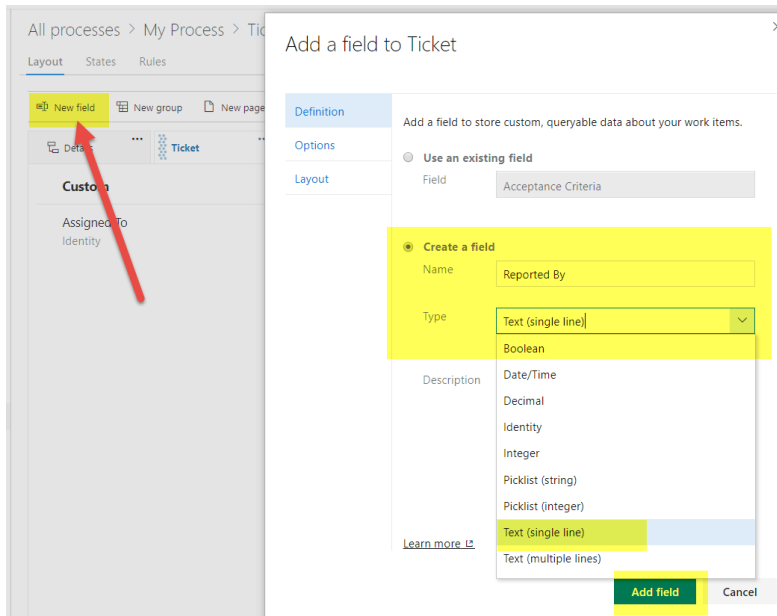 All processes > My Process > Tic
Layout States Rules
New field New group New page
Details ... Ticket
Custom
Assigned To
Identity
Add a field to Ticket
Definition
Options
Layout
Add a field to store custom, queryable data about your work items.
Use an existing field
Field Acceptance Criteria
Create a field
Name Reported By
Type Text (single line)
Boolean
Description
Date/Time
Decimal
Identity
Integer
Picklist (string)
Picklist (integer)
Text (single line)
Text (multiple lines)
Learn more
Add field Cancel